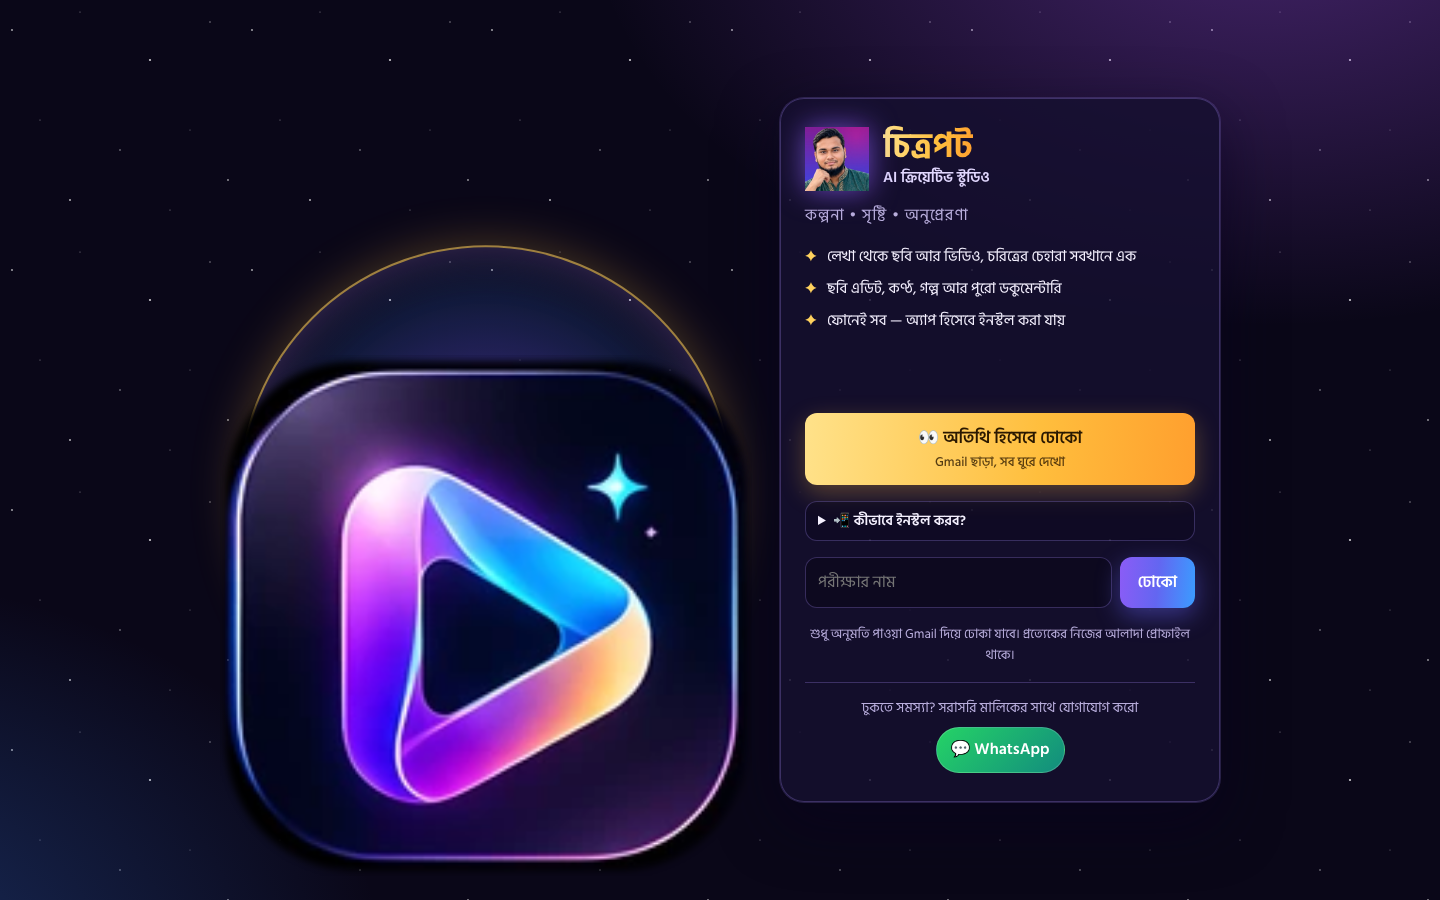 চিত্রপট
AI ক্রিয়েটিভ স্টুডিও
কল্পনা • সৃষ্টি • অনুপ্রেরণা
✦ লেখা থেকে ছবি আর ভিডিও, চরিত্রের চেহারা সবখানে এক
✦ ছবি এডিট, কণ্ঠ, গল্প আর পুরো ডকুমেন্টারি
✦ ফোনেই সব — অ্যাপ হিসেবে ইনস্টল করা যায়
👀 অতিথি হিসেবে ঢোকো
Gmail ছাড়া, সব ঘুরে দেখো
▶ 📲 কীভাবে ইনস্টল করব?
পরীক্ষার নাম
ঢোকো
শুধু অনুমতি পাওয়া Gmail দিয়ে ঢোকা যাবে। প্রত্যেকের নিজের আলাদা প্রোফাইল
থাকে।
ঢুকতে সমস্যা? সরাসরি মালিকের সাথে যোগাযোগ করো
💬 WhatsApp